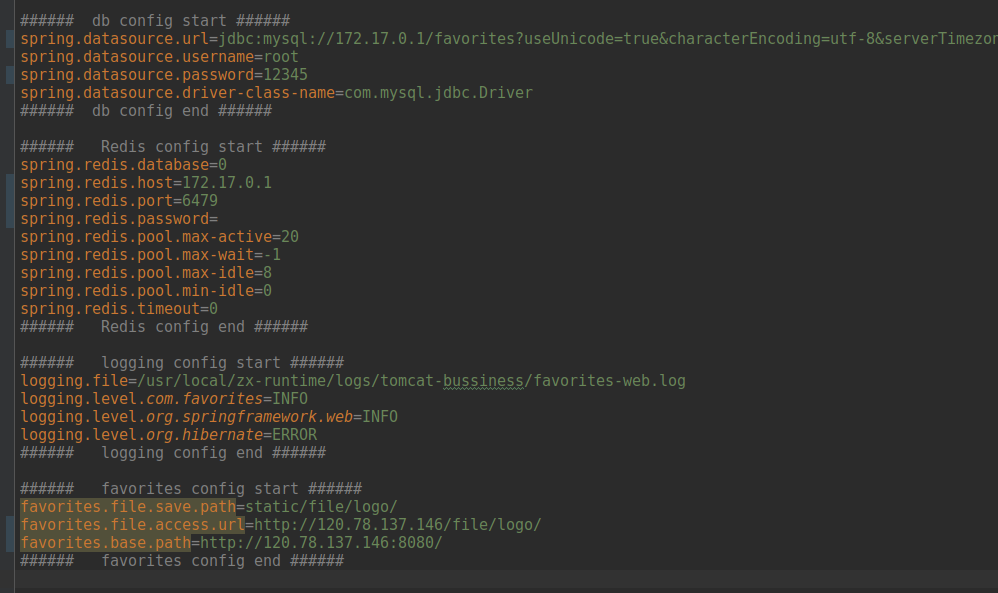 ######  db config start ######
spring.datasource.url=jdbc:mysql://172.17.0.1/favorites?useUnicode=true&characterEncoding=utf-8&serverTimezon
spring.datasource.username=root
spring.datasource.password=12345
spring.datasource.driver-class-name=com.mysql.jdbc.Driver
######  db config end ######
######   Redis config start ######
spring.redis.database=0
spring.redis.host=172.17.0.1
spring.redis.port=6479
spring.redis.password=
spring.redis.pool.max-active=20
spring.redis.pool.max-wait=-1
spring.redis.pool.max-idle=8
spring.redis.pool.min-idle=0
spring.redis.timeout=0
######   Redis config end ######
######   logging config start ######
logging.file=/usr/local/zx-runtime/logs/tomcat-bussiness/favorites-web.log
logging.level.com.favorites=INFO
logging.level.org.springframework.web=INFO
logging.level.org.hibernate=ERROR
######   logging config end ######
######   favorites config start ######
favorites.file.save.path=static/file/logo/
favorites.file.access.url=http://120.78.137.146/file/logo/
favorites.base.path=http://120.78.137.146:8080/
######   favorites config end ######